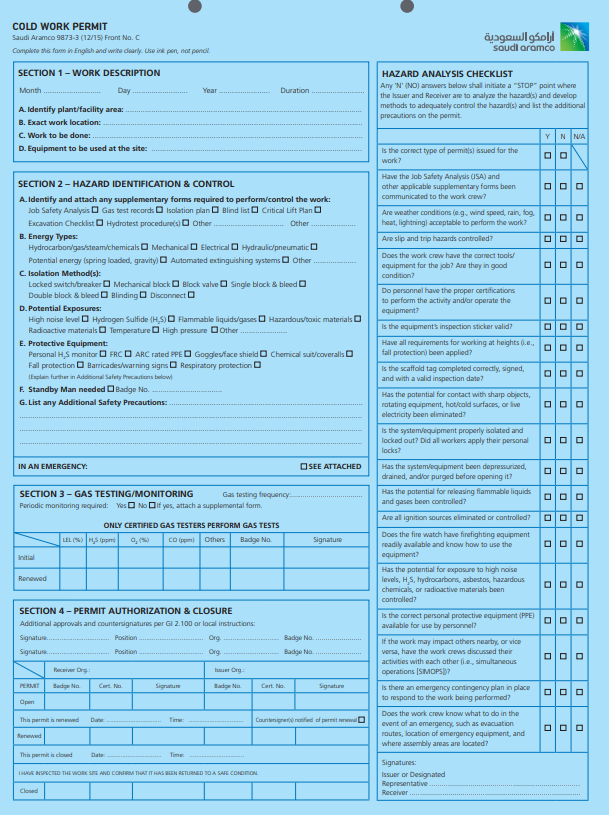 COLD WORK PERMIT
Saudi Aramco 9873-3 (12/15) Front No. C
Complete this form in English and write clearly. Use ink pen, not pencil.
أرامكو السعودية
saudi aramco
SECTION 1 – WORK DESCRIPTION
Month ........................ Day ........................ Year ........................ Duration ........................
A. Identify plant/facility area:
B. Exact work location:
C. Work to be done:
D. Equipment to be used at the site:
SECTION 2 – HAZARD IDENTIFICATION & CONTROL
A. Identify and attach any supplementary forms required to perform/control the work:
Job Safety Analysis ☐ Gas test records ☐ Isolation plan ☐ Blind list ☐ Critical Lift Plan ☐
Excavation Checklist ☐ Hydrotest procedure(s) ☐ Other ........................ Other ........................
B. Energy Types:
Hydrocarbon/gas/steam/chemicals ☐ Mechanical ☐ Electrical ☐ Hydraulic/pneumatic ☐
Potential energy (spring loaded, gravity) ☐ Automated extinguishing systems ☐ Other ................
C. Isolation Method(s):
Locked switch/breaker ☐ Mechanical block ☐ Block valve ☐ Single block & bleed ☐
Double block & bleed ☐ Blinding ☐ Disconnect ☐
D. Potential Exposures:
High noise level ☐ Hydrogen Sulfide (H₂S) ☐ Flammable liquids/gases ☐ Hazardous/toxic materials ☐
Radioactive materials ☐ Temperature ☐ High pressure ☐ Other ................
E. Protective Equipment:
Personal H₂S monitor ☐ FRC ☐ ARC rated PPE ☐ Goggles/face shield ☐ Chemical suit/coveralls ☐
Fall protection ☐ Barricades/warning signs ☐ Respiratory protection ☐
(Explain further in Additional Safety Precautions below)
F. Standby Man needed ☐ Badge No. ........................
G. List any Additional Safety Precautions:
IN AN EMERGENCY: ☐ SEE ATTACHED
SECTION 3 – GAS TESTING/MONITORING Gas testing frequency:........................
Periodic monitoring required: Yes ☐ No ☐ If yes, attach a supplemental form.
ONLY CERTIFIED GAS TESTERS PERFORM GAS TESTS
LEL (%) H₂S (ppm) O₂ (%) CO (ppm) Others Badge No. Signature
Initial
Renewed
SECTION 4 – PERMIT AUTHORIZATION & CLOSURE
Additional approvals and countersignatures per GI 2.100 or local instructions:
Signature........................ Position ........................ Org. ........................ Badge No. ................
Signature........................ Position ........................ Org. ........................ Badge No. ................
Receiver Org.: Issuer Org.:
PERMIT Badge No. Cert. No. Signature Badge No. Cert. No. Signature
Open
This permit is renewed Date: ........................ Time: ........................ Countersigner(s) notified of permit renewal ☐
Renewed
This permit is closed Date: ........................ Time: ........................
I HAVE INSPECTED THE WORK SITE AND CONFIRM THAT IT HAS BEEN RETURNED TO A SAFE CONDITION.
Closed
HAZARD ANALYSIS CHECKLIST
Any 'N' (NO) answers below shall initiate a "STOP" point where
the Issuer and Receiver are to analyze the hazard(s) and develop
methods to adequately control the hazard(s) and list the additional
precautions on the permit.
Y N N/A
Is the correct type of permit(s) issued for the
work?
Have the Job Safety Analysis (JSA) and
other applicable supplementary forms been
communicated to the work crew?
Are weather conditions (e.g., wind speed, rain, fog,
heat, lightning) acceptable to perform the work?
Are slip and trip hazards controlled?
Does the work crew have the correct tools/
equipment for the job? Are they in good
condition?
Do personnel have the proper certifications
to perform the activity and/or operate the
equipment?
Is the equipment's inspection sticker valid?
Have all requirements for working at heights (i.e.,
fall protection) been applied?
Is the scaffold tag completed correctly, signed,
and with a valid inspection date?
Has the potential for contact with sharp objects,
rotating equipment, hot/cold surfaces, or live
electricity been eliminated?
Is the system/equipment properly isolated and
locked out? Did all workers apply their personal
locks?
Has the system/equipment been depressurized,
drained, and/or purged before opening it?
Has the potential for releasing flammable liquids
and gases been controlled?
Are all ignition sources eliminated or controlled?
Does the fire watch have firefighting equipment
readily available and know how to use the
equipment?
Has the potential for exposure to high noise
levels, H₂S, hydrocarbons, asbestos, hazardous
chemicals, or radioactive materials been
controlled?
Is the correct personal protective equipment (PPE)
available for use by personnel?
If the work may impact others nearby, or vice
versa, have the work crews discussed their
activities with each other (i.e., simultaneous
operations [SIMOPS])?
Is there an emergency contingency plan in place
to respond to the work being performed?
Does the work crew know what to do in the
event of an emergency, such as evacuation
routes, location of emergency equipment, and
where assembly areas are located?
Signatures:
Issuer or Designated
Representative ........................
Receiver ........................